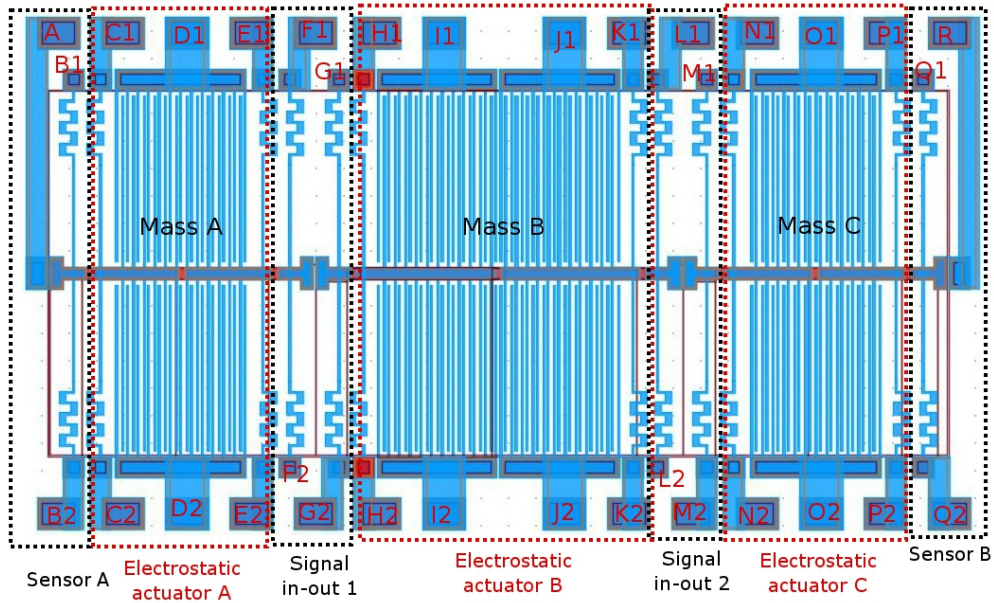 A C1 D1 E1 F1 H1 I1 J1 K1 L1 N1 O1 P1 R
B1 G1 M1 Q1
Mass A Mass B Mass C
F2 L2
B2 C2 D2 E2 G2 H2 I2 J2 K2 M2 N2 O2 P2 Q2
Sensor A
Electrostatic
actuator A
Signal
in-out 1
Electrostatic
actuator B
Signal
in-out 2
Electrostatic
actuator C
Sensor B